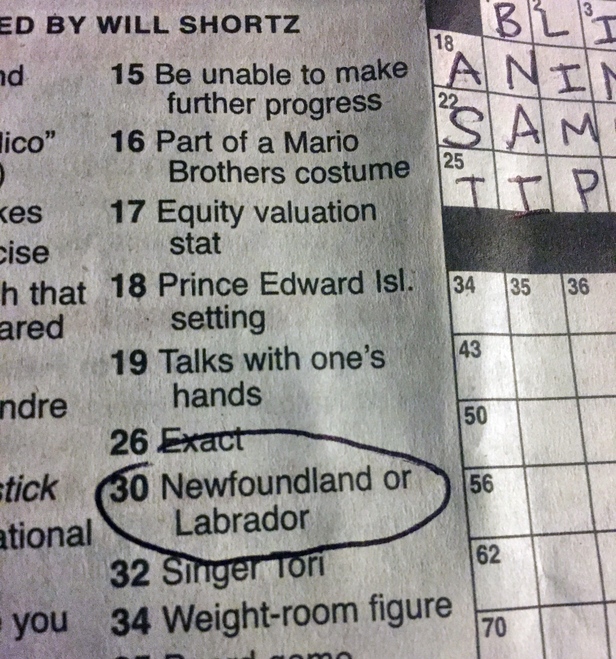 ED BY WILL SHORTZ
nd
lico"
)
kes
cise
h that
ared
ndre
stick
ational
you
15 Be unable to make
further progress
16 Part of a Mario
Brothers costume
17 Equity valuation
stat
18 Prince Edward Isl.
setting
19 Talks with one's
hands
26 Exact
30 Newfoundland or
Labrador
32 Singer Tori
34 Weight-room figure
2 3
B L I
18
A N I N
22
S A M
25
T I P
34 35 36
43
50
56
62
70